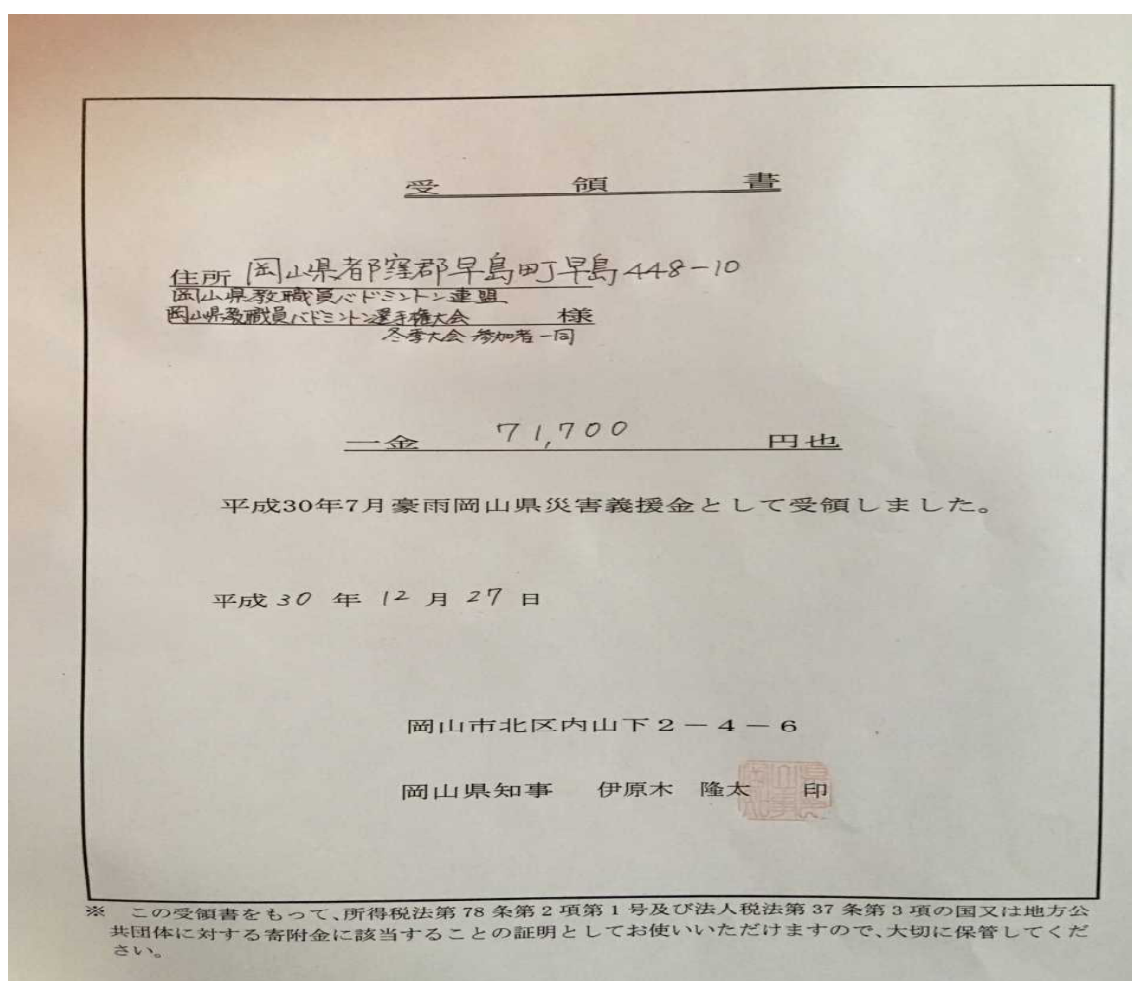 受領書
住所 岡山県都窪郡早島町早島448-10
岡山県教職員バドミントン連盟
岡山県教職員バドミントン選手権大会 様
冬季大会 参加者一同
一金 71,700 円也
平成30年7月豪雨岡山県災害義援金として受領しました。
平成 30 年 12 月 27 日
岡山市北区内山下2-4-6
岡山県知事 伊原木 隆太 印
※ この受領書をもって、所得税法第78条第2項第1号及び法人税法第37条第3項の国又は地方公
共団体に対する寄附金に該当することの証明としてお使いいただけますので、大切に保管してくだ
さい。